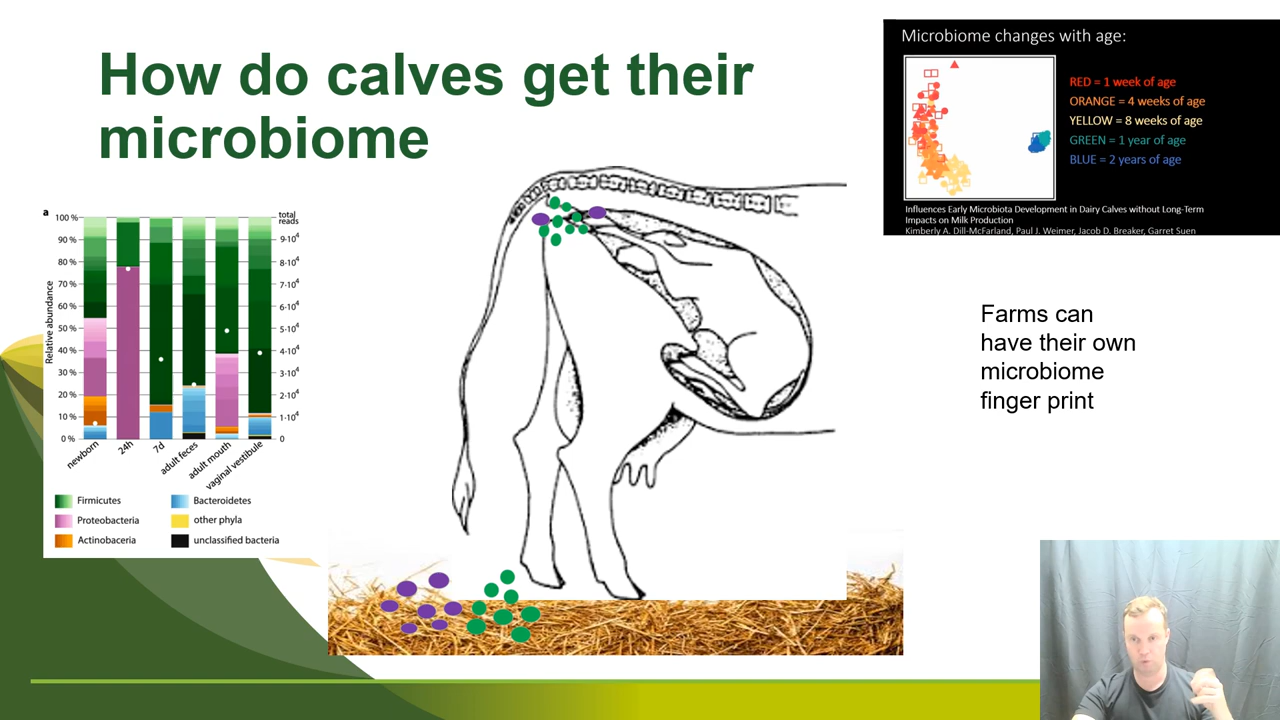 How do calves get their
microbiome
a
100 %
90 %
80 %
70 %
60 %
50 %
40 %
30 %
20 %
10 %
0 %
Relative abundance
total
reads
9·10⁴
8·10⁴
7·10⁴
6·10⁴
5·10⁴
4·10⁴
3·10⁴
2·10⁴
1·10⁴
0
newborn
24h
7d
adult feces
adult mouth
vaginal vestibule
Firmicutes
Bacteroidetes
Proteobacteria
other phyla
Actinobaceria
unclassified bacteria
Microbiome changes with age:
RED = 1 week of age
ORANGE = 4 weeks of age
YELLOW = 8 weeks of age
GREEN = 1 year of age
BLUE = 2 years of age
Influences Early Microbiota Development in Dairy Calves without Long-Term
Impacts on Milk Production
Kimberly A. Dill-McFarland, Paul J. Weimer, Jacob D. Breaker, Garret Suen
Farms can
have their own
microbiome
finger print